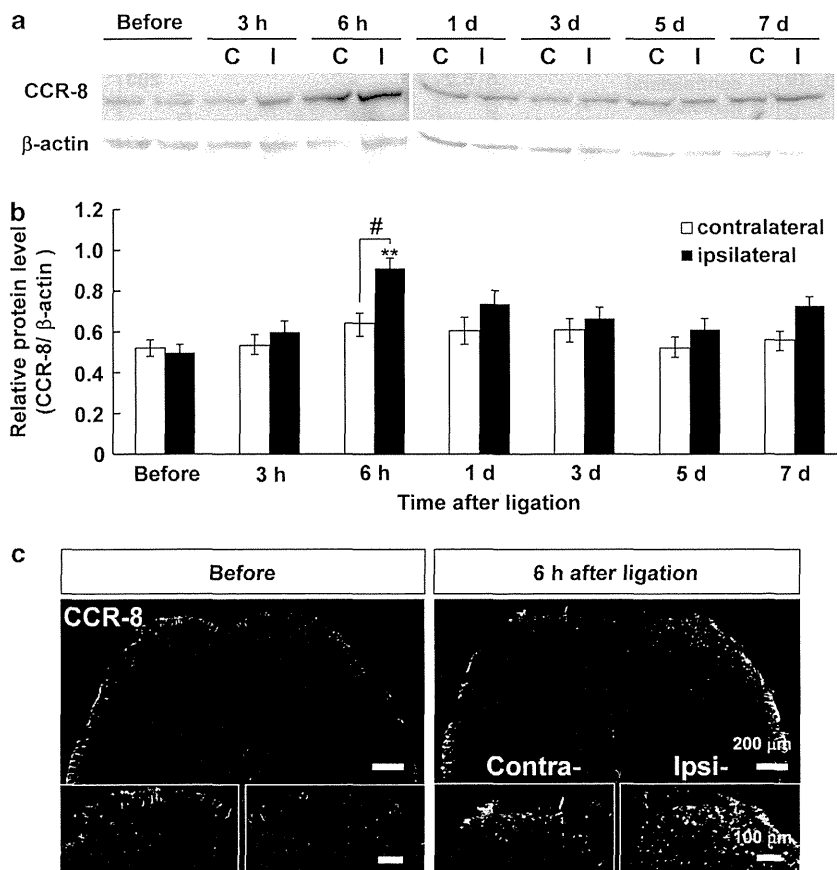 a
Before 3 h 6 h 1 d 3 d 5 d 7 d
C I C I C I C I C I C I
CCR-8
β-actin
b
Relative protein level
(CCR-8/ β-actin )
1.2
1.0
0.8
0.6
0.4
0.2
0
#
**
contralateral
ipsilateral
Before 3 h 6 h 1 d 3 d 5 d 7 d
Time after ligation
c
Before 6 h after ligation
CCR-8
200 μm
Contra- Ipsi-
100 μm